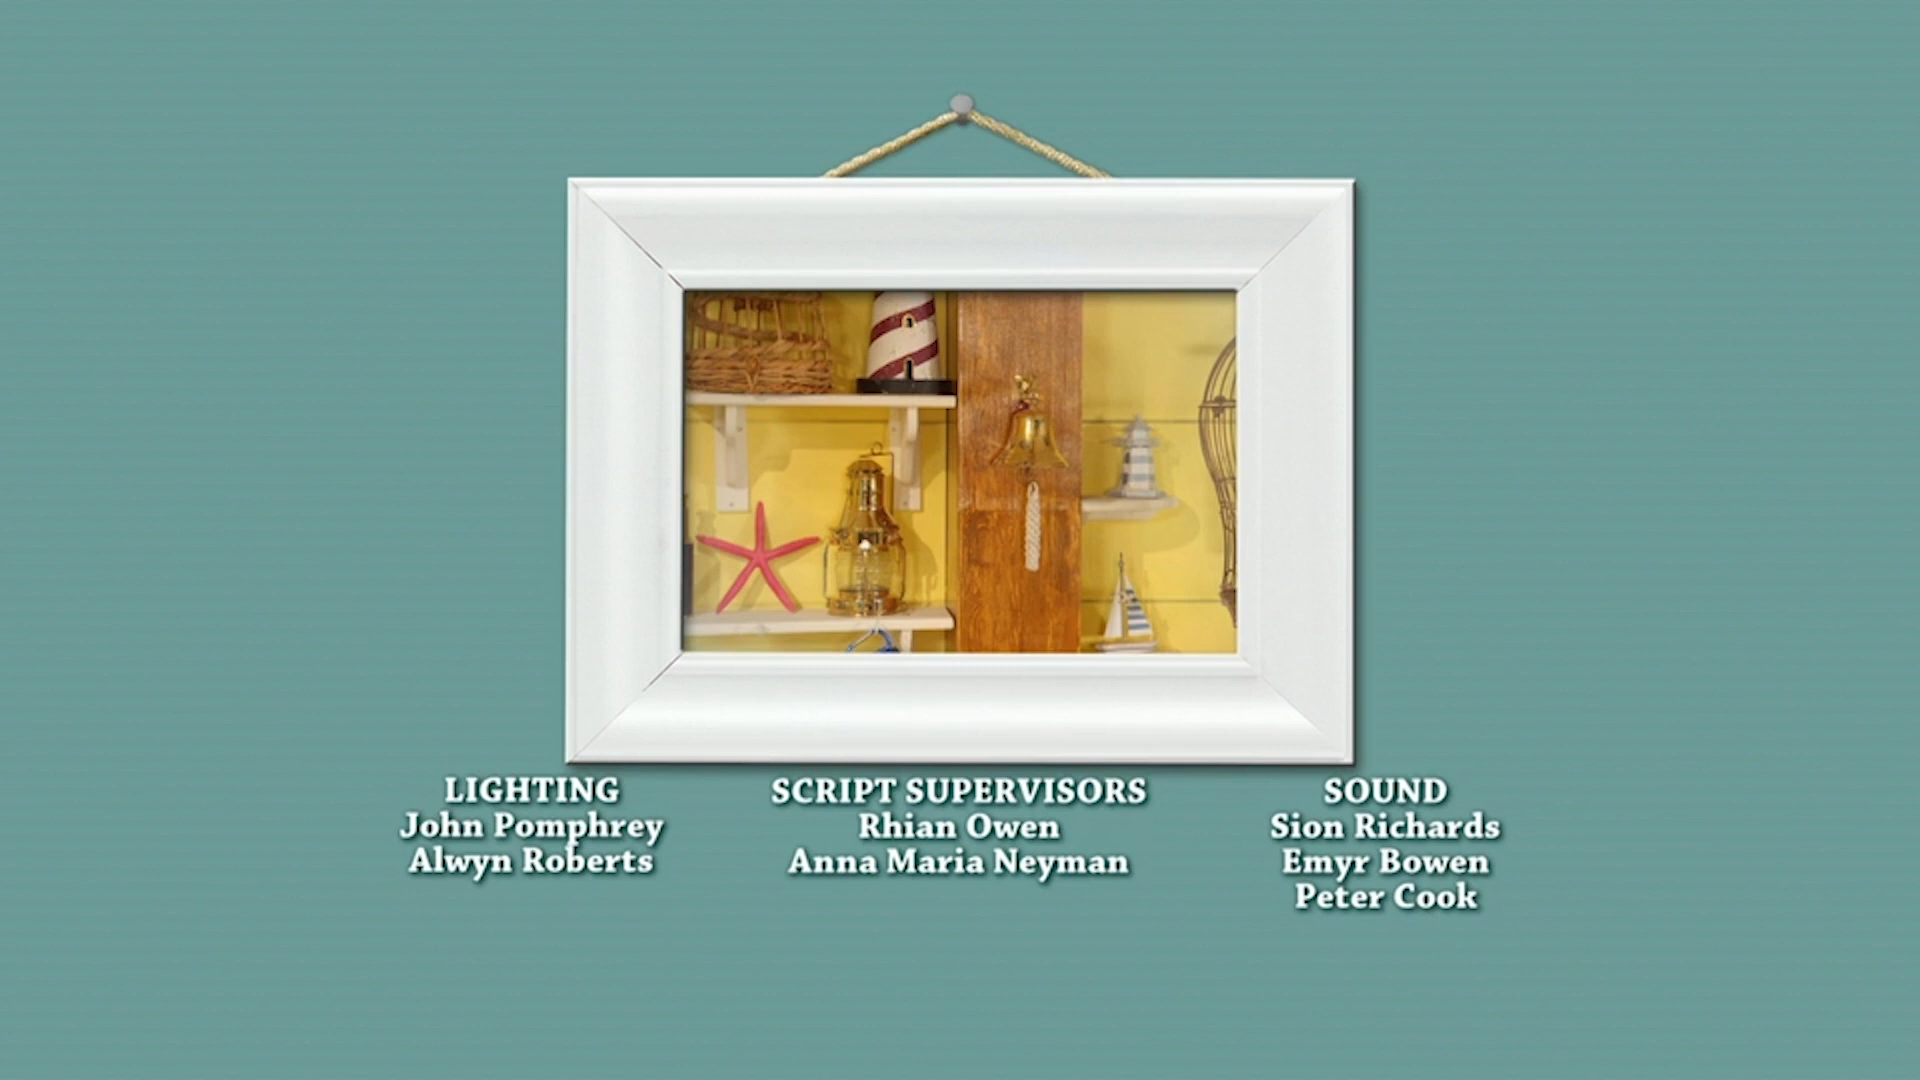 LIGHTING
John Pomphrey
Alwyn Roberts
SCRIPT SUPERVISORS
Rhian Owen
Anna Maria Neyman
SOUND
Sion Richards
Emyr Bowen
Peter Cook